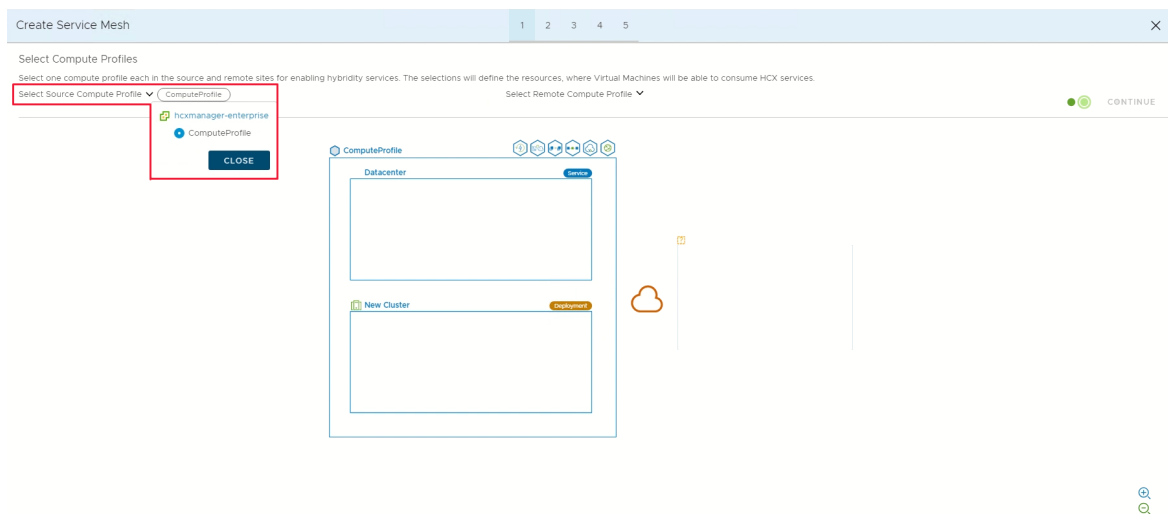 Create Service Mesh
1 2 3 4 5
Select Compute Profiles
Select one compute profile each in the source and remote sites for enabling hybridity services. The selections will define the resources, where Virtual Machines will be able to consume HCX services.
Select Source Compute Profile ComputeProfile Select Remote Compute Profile
CONTINUE
hcxmanager-enterprise
ComputeProfile
CLOSE
ComputeProfile
Datacenter Service
?
New Cluster Deployment